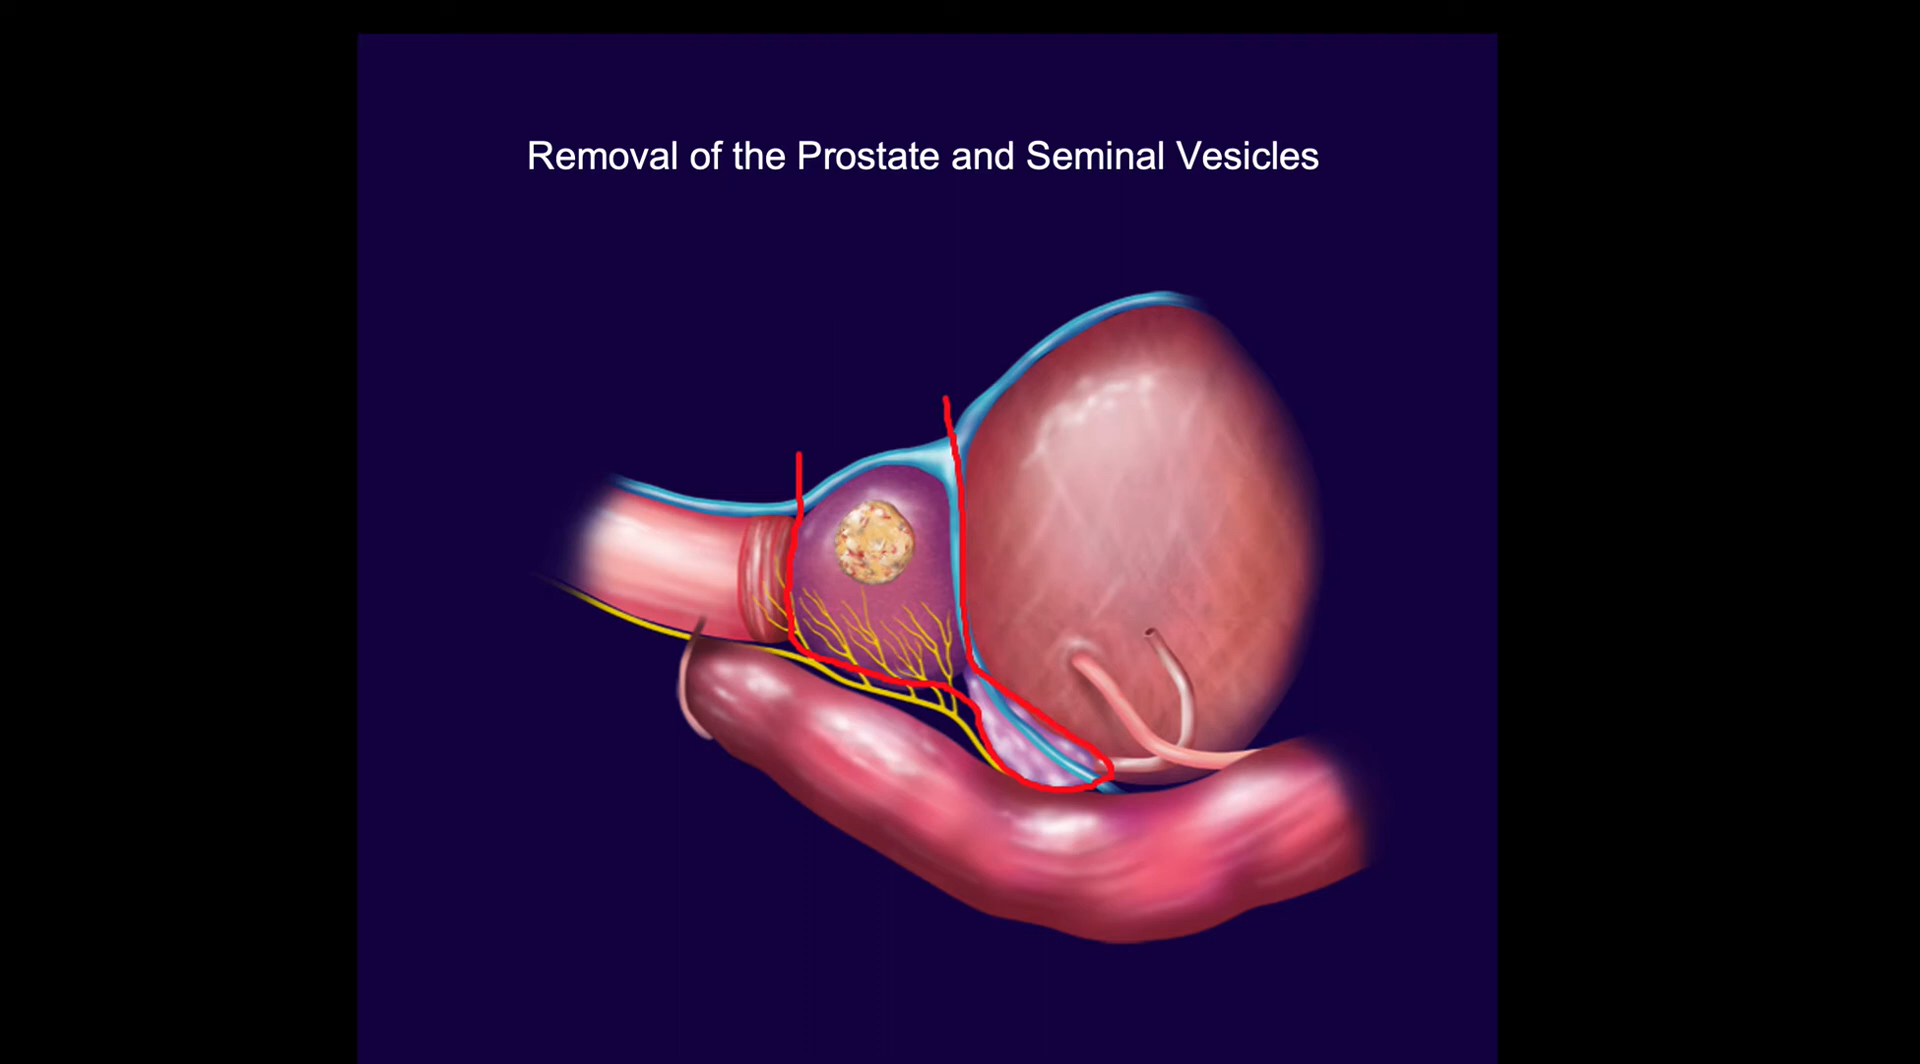 Removal of the Prostate and Seminal Vesicles